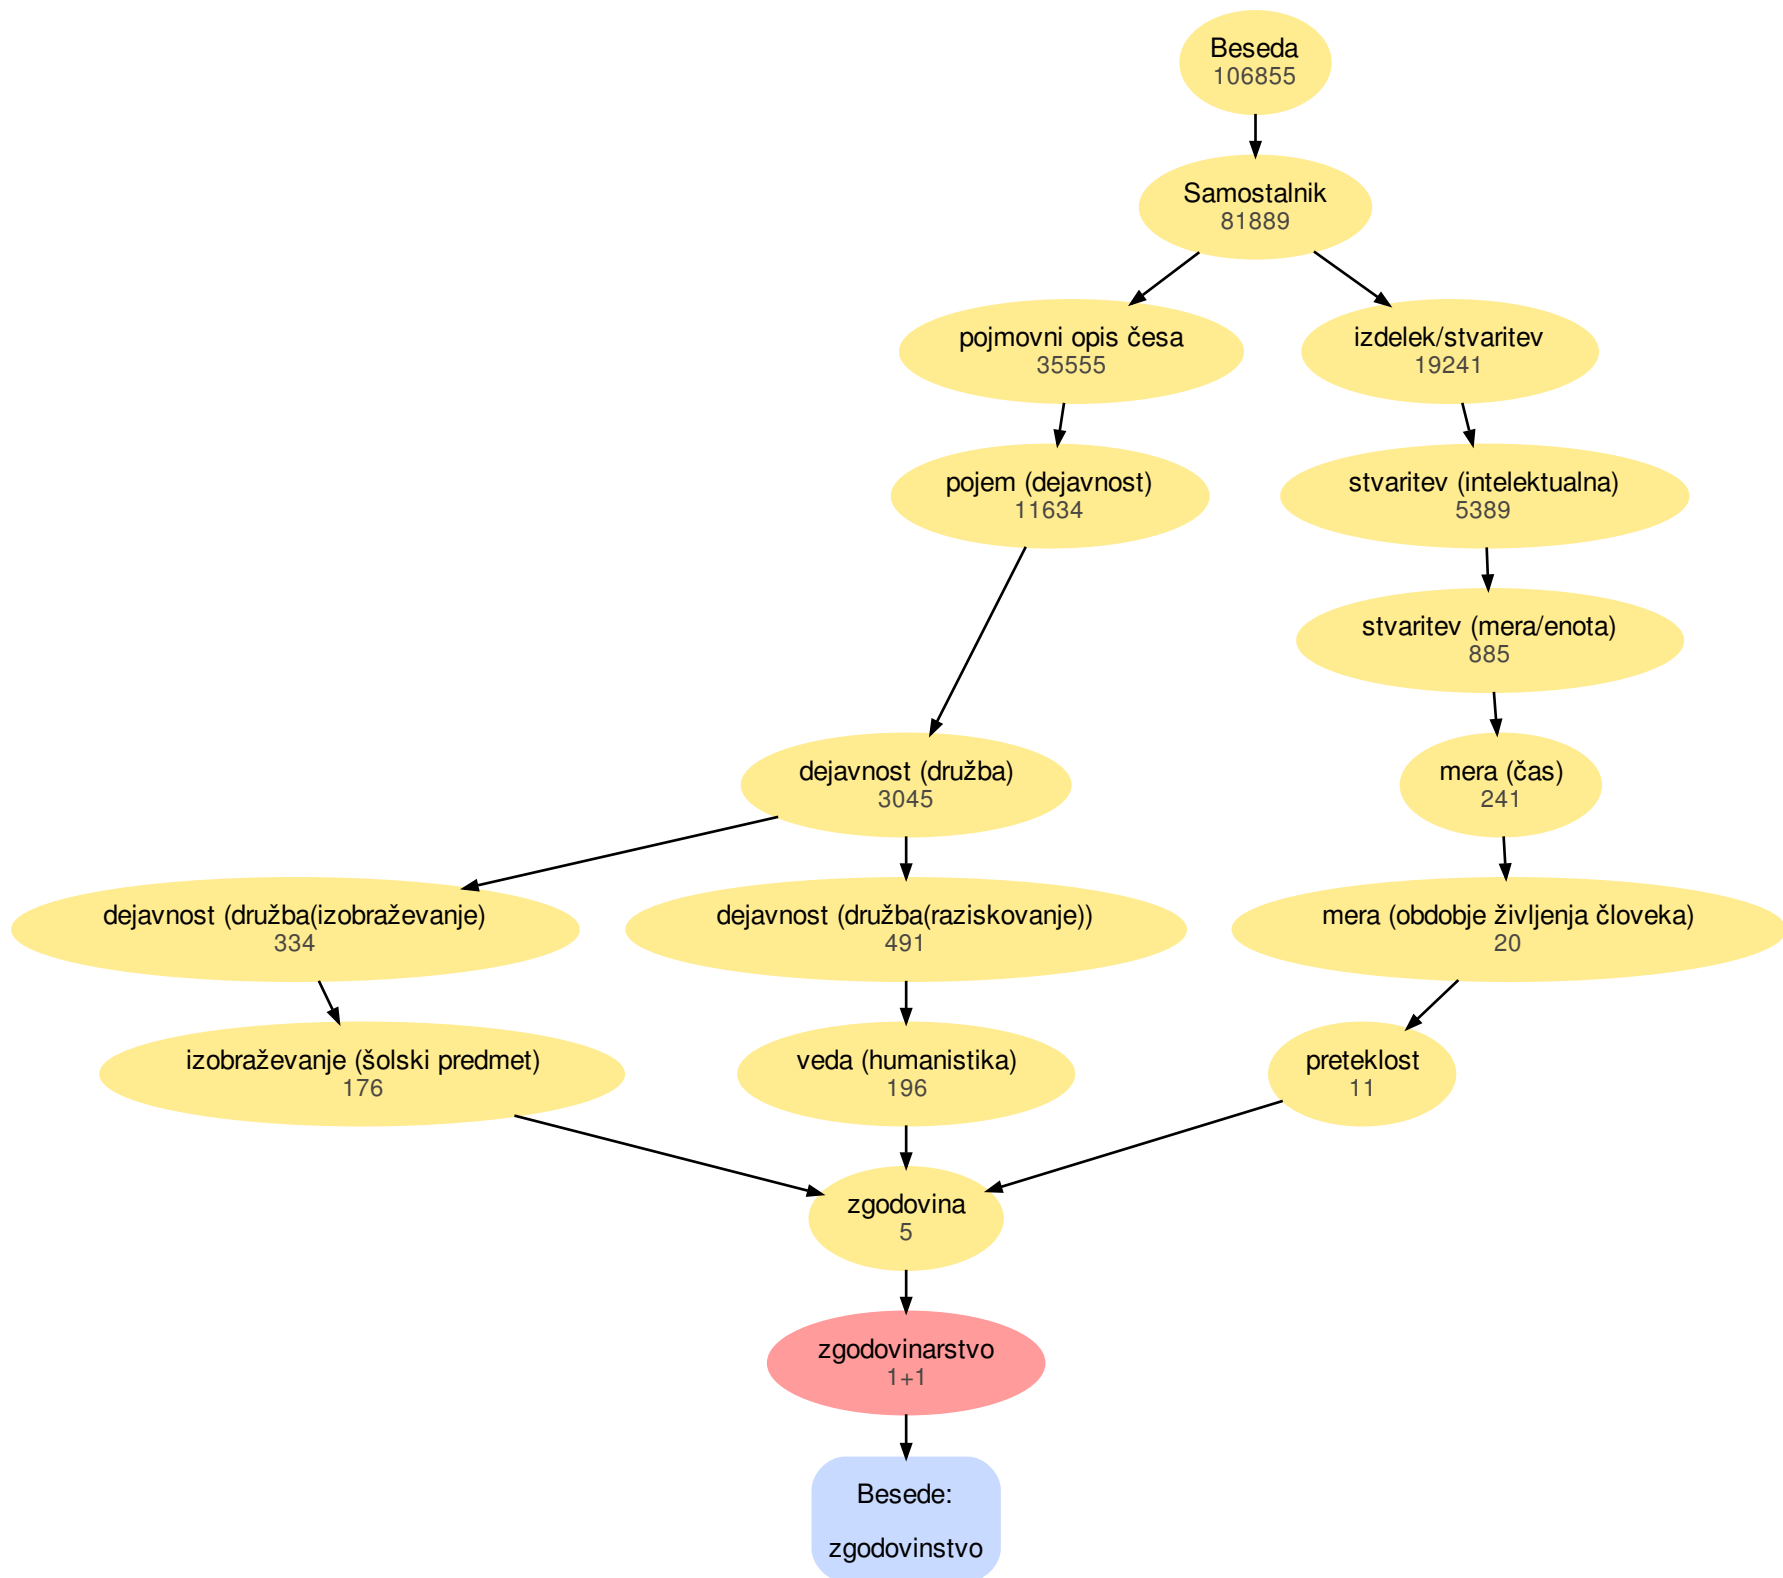 Beseda
106855
Samostalnik
81889
pojmovni opis česa
35555
izdelek/stvaritev
19241
pojem (dejavnost)
11634
stvaritev (intelektualna)
5389
stvaritev (mera/enota)
885
dejavnost (družba)
3045
mera (čas)
241
dejavnost (družba(izobraževanje)
334
dejavnost (družba(raziskovanje))
491
mera (obdobje življenja človeka)
20
izobraževanje (šolski predmet)
176
veda (humanistika)
196
preteklost
11
zgodovina
5
zgodovinarstvo
1+1
Besede:
zgodovinstvo